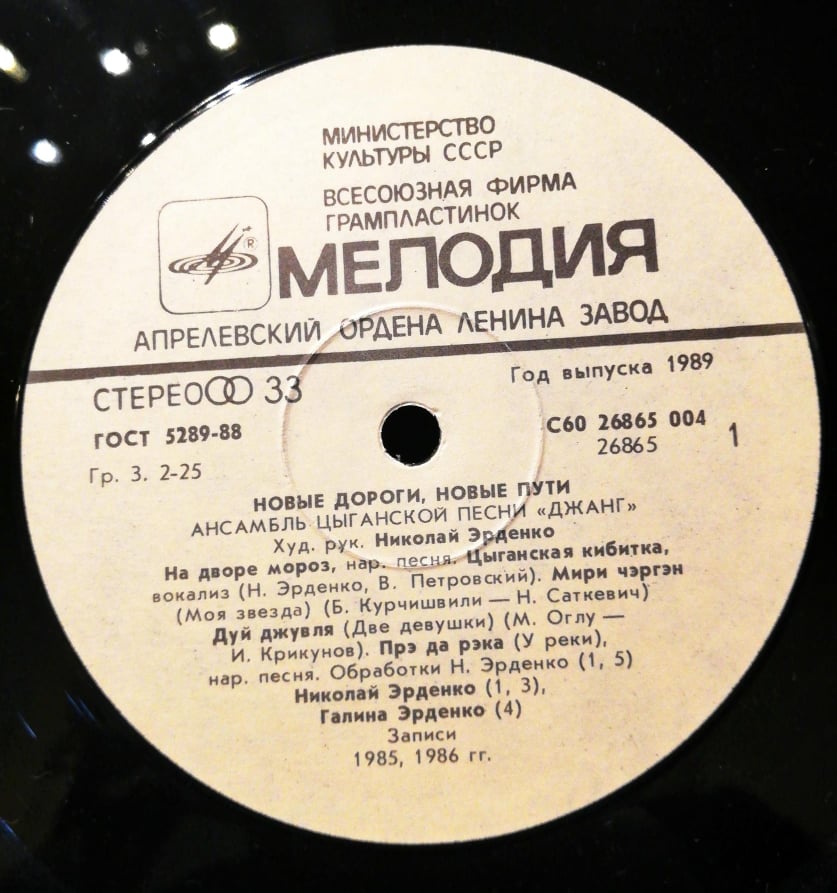 МИНИСТЕРСТВО
КУЛЬТУРЫ СССР
ВСЕСОЮЗНАЯ ФИРМА
ГРАМПЛАСТИНОК
®
МЕЛОДИЯ
АПРЕЛЕВСКИЙ ОРДЕНА ЛЕНИНА ЗАВОД
СТЕРЕО 33
Год выпуска 1989
ГОСТ 5289-88
С60 26865 004
26865
1
Гр. 3. 2-25
НОВЫЕ ДОРОГИ, НОВЫЕ ПУТИ
АНСАМБЛЬ ЦЫГАНСКОЙ ПЕСНИ «ДЖАНГ»
Худ. рук. Николай Эрденко
На дворе мороз, нар. песня. Цыганская кибитка,
вокализ (Н. Эрденко, В. Петровский). Мири чэргэн
(Моя звезда) (Б. Курчишвили — Н. Саткевич)
Дуй джувля (Две девушки) (М. Оглу —
И. Крикунов). Прэ да рэка (У реки),
нар. песня. Обработки Н. Эрденко (1, 5)
Николай Эрденко (1, 3),
Галина Эрденко (4)
Записи
1985, 1986 гг.